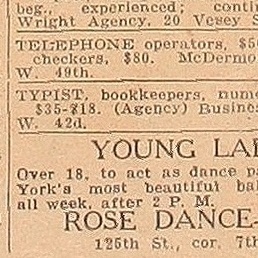 beg., experienced; conti
Wright Agency, 20 Vesey S
TELEPHONE operators, $5
checkers, $80. McDermo
W. 49th.
TYPIST, bookkeepers, num
$35-$18. (Agency) Busine
W. 42d.
YOUNG LA
Over 18, to act as dance pa
York's most beautiful bal
all week, after 2 P. M.
ROSE DANCE-
125th St., cor. 7th